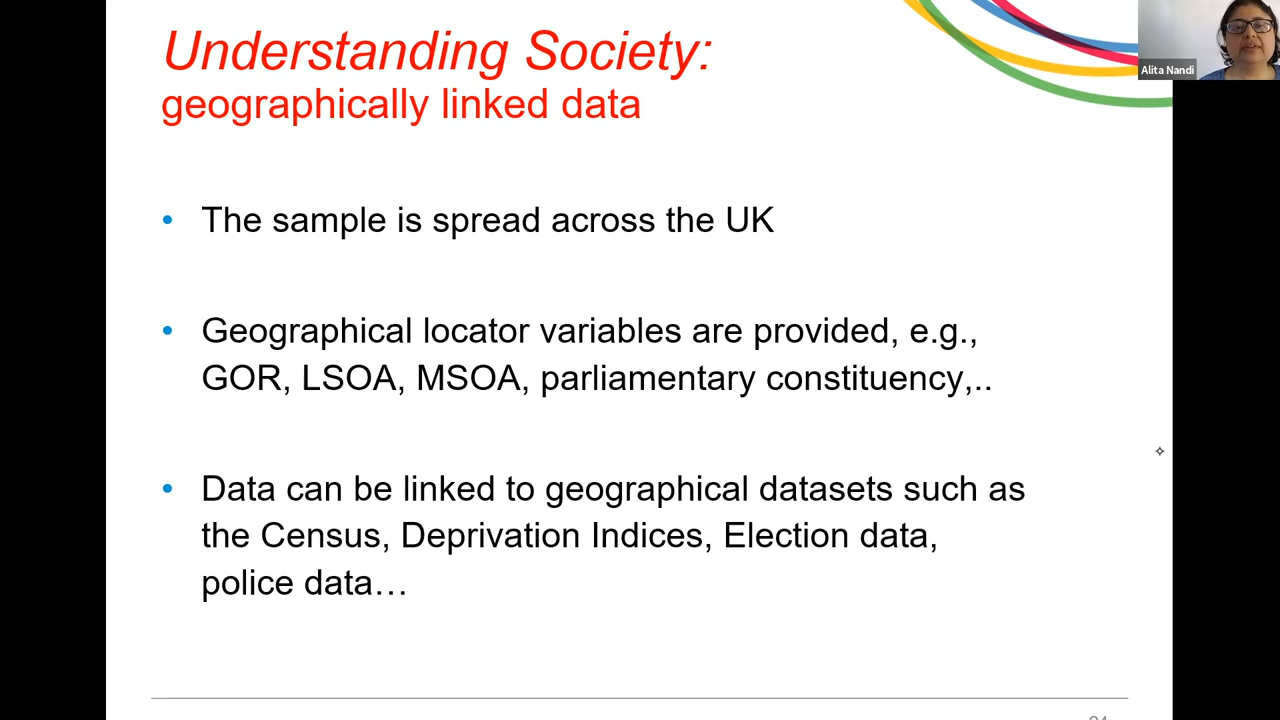 Understanding Society:
geographically linked data
Alita Nandi
• The sample is spread across the UK
• Geographical locator variables are provided, e.g.,
GOR, LSOA, MSOA, parliamentary constituency,..
• Data can be linked to geographical datasets such as
the Census, Deprivation Indices, Election data,
police data…